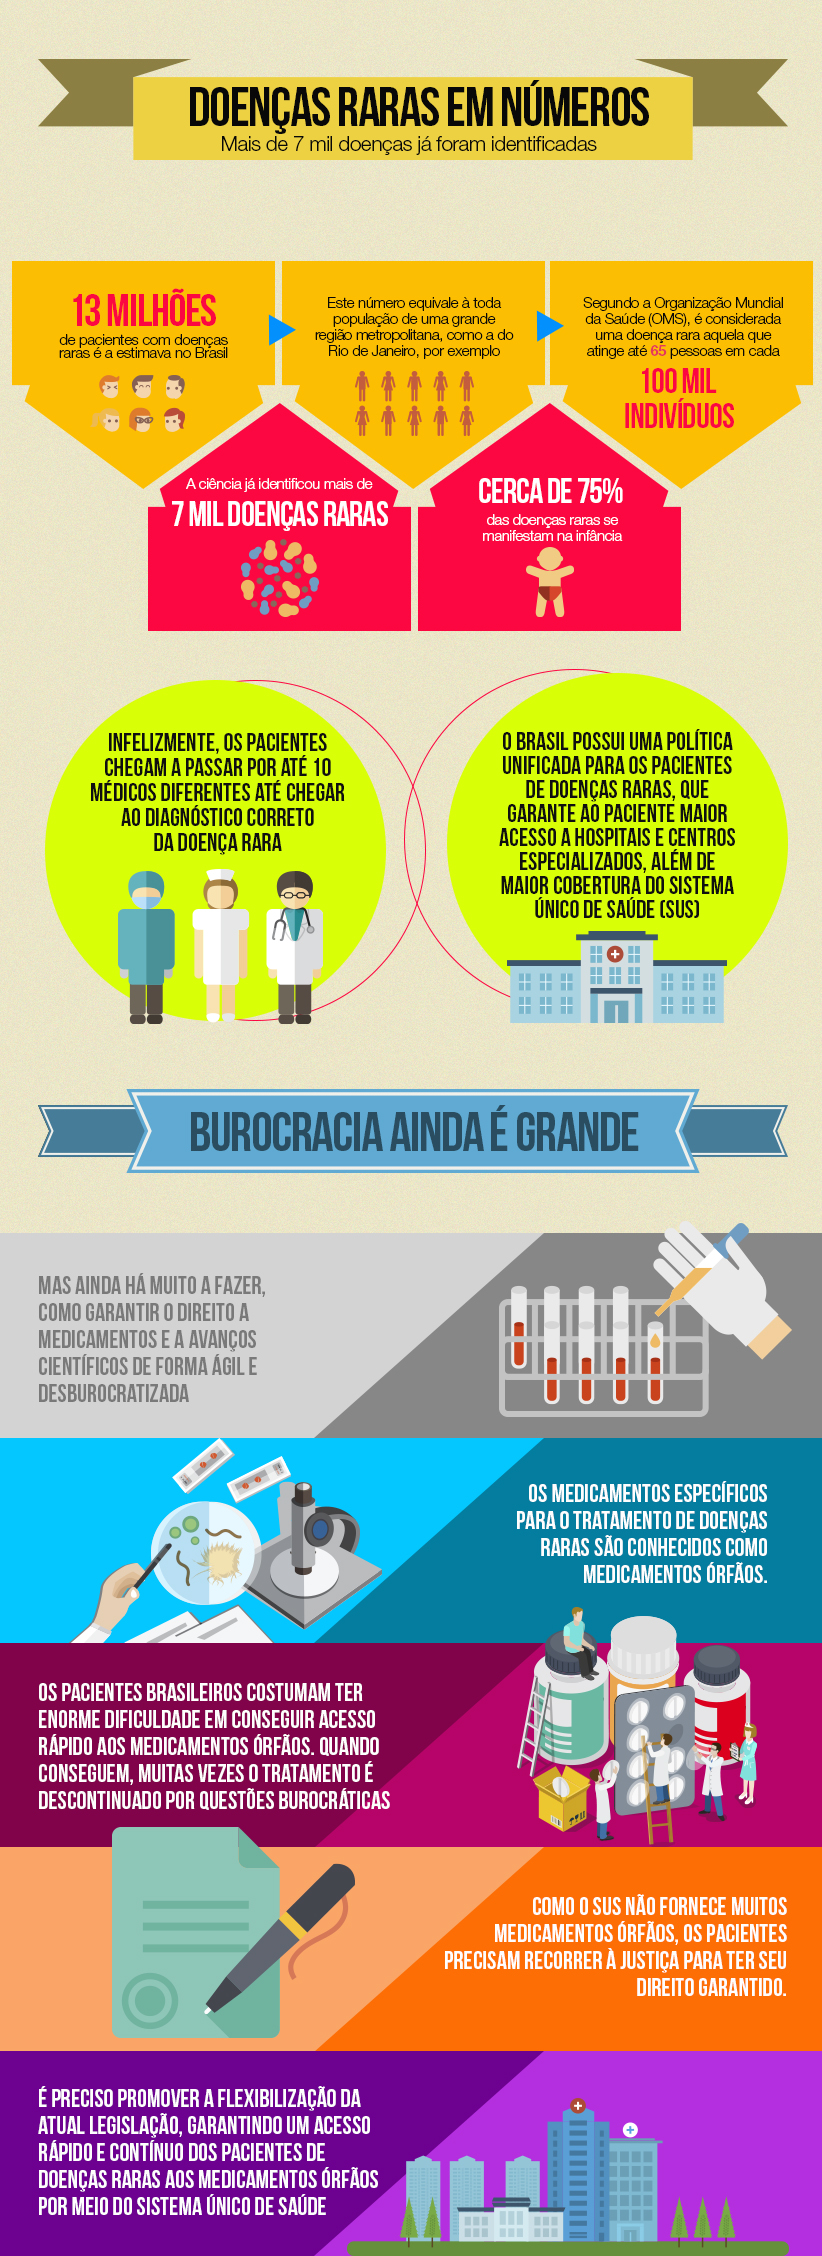 DOENÇAS RARAS EM NÚMEROS
Mais de 7 mil doenças já foram identificadas
13 MILHÕES
de pacientes com doenças
raras é a estimava no Brasil
Este número equivale à toda
população de uma grande
região metropolitana, como a do
Rio de Janeiro, por exemplo
Segundo a Organização Mundial
da Saúde (OMS), é considerada
uma doença rara aquela que
atinge até 65 pessoas em cada
100 MIL
INDIVÍDUOS
A ciência já identificou mais de
7 MIL DOENÇAS RARAS
CERCA DE 75%
das doenças raras se
manifestam na infância
INFELIZMENTE, OS PACIENTES
CHEGAM A PASSAR POR ATÉ 10
MÉDICOS DIFERENTES ATÉ CHEGAR
AO DIAGNÓSTICO CORRETO
DA DOENÇA RARA
O BRASIL POSSUI UMA POLÍTICA
UNIFICADA PARA OS PACIENTES
DE DOENÇAS RARAS, QUE
GARANTE AO PACIENTE MAIOR
ACESSO A HOSPITAIS E CENTROS
ESPECIALIZADOS, ALÉM DE
MAIOR COBERTURA DO SISTEMA
ÚNICO DE SAÚDE (SUS)
BUROCRACIA AINDA É GRANDE
MAS AINDA HÁ MUITO A FAZER,
COMO GARANTIR O DIREITO A
MEDICAMENTOS E A AVANÇOS
CIENTÍFICOS DE FORMA ÁGIL E
DESBUROCRATIZADA
OS MEDICAMENTOS ESPECÍFICOS
PARA O TRATAMENTO DE DOENÇAS
RARAS SÃO CONHECIDOS COMO
MEDICAMENTOS ÓRFÃOS.
OS PACIENTES BRASILEIROS COSTUMAM TER
ENORME DIFICULDADE EM CONSEGUIR ACESSO
RÁPIDO AOS MEDICAMENTOS ÓRFÃOS. QUANDO
CONSEGUEM, MUITAS VEZES O TRATAMENTO É
DESCONTINUADO POR QUESTÕES BUROCRÁTICAS
COMO O SUS NÃO FORNECE MUITOS
MEDICAMENTOS ÓRFÃOS, OS PACIENTES
PRECISAM RECORRER À JUSTIÇA PARA TER SEU
DIREITO GARANTIDO.
É PRECISO PROMOVER A FLEXIBILIZAÇÃO DA
ATUAL LEGISLAÇÃO, GARANTINDO UM ACESSO
RÁPIDO E CONTÍNUO DOS PACIENTES DE
DOENÇAS RARAS AOS MEDICAMENTOS ÓRFÃOS
POR MEIO DO SISTEMA ÚNICO DE SAÚDE